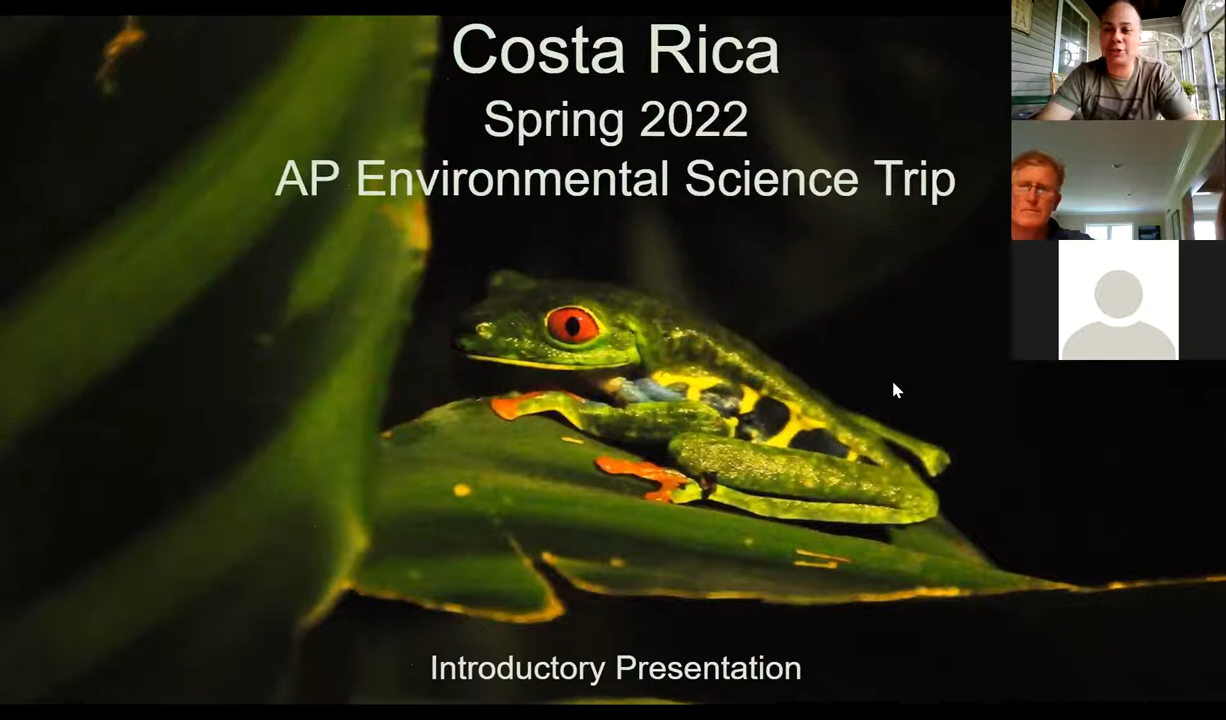 Costa Rica
Spring 2022
AP Environmental Science Trip
Introductory Presentation